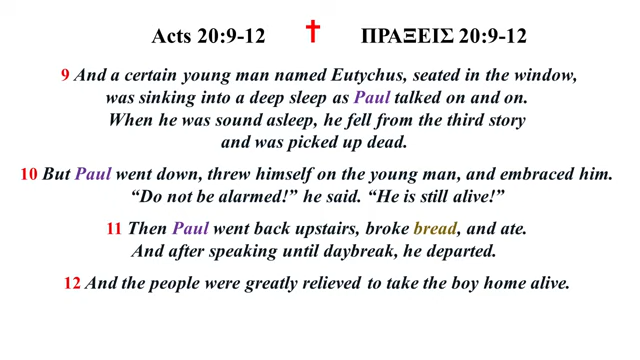 Acts 20:9-12 ✝ ΠΡΑΞΕΙΣ 20:9-12
9 And a certain young man named Eutychus, seated in the window,
was sinking into a deep sleep as Paul talked on and on.
When he was sound asleep, he fell from the third story
and was picked up dead.
10 But Paul went down, threw himself on the young man, and embraced him.
“Do not be alarmed!” he said. “He is still alive!”
11 Then Paul went back upstairs, broke bread, and ate.
And after speaking until daybreak, he departed.
12 And the people were greatly relieved to take the boy home alive.